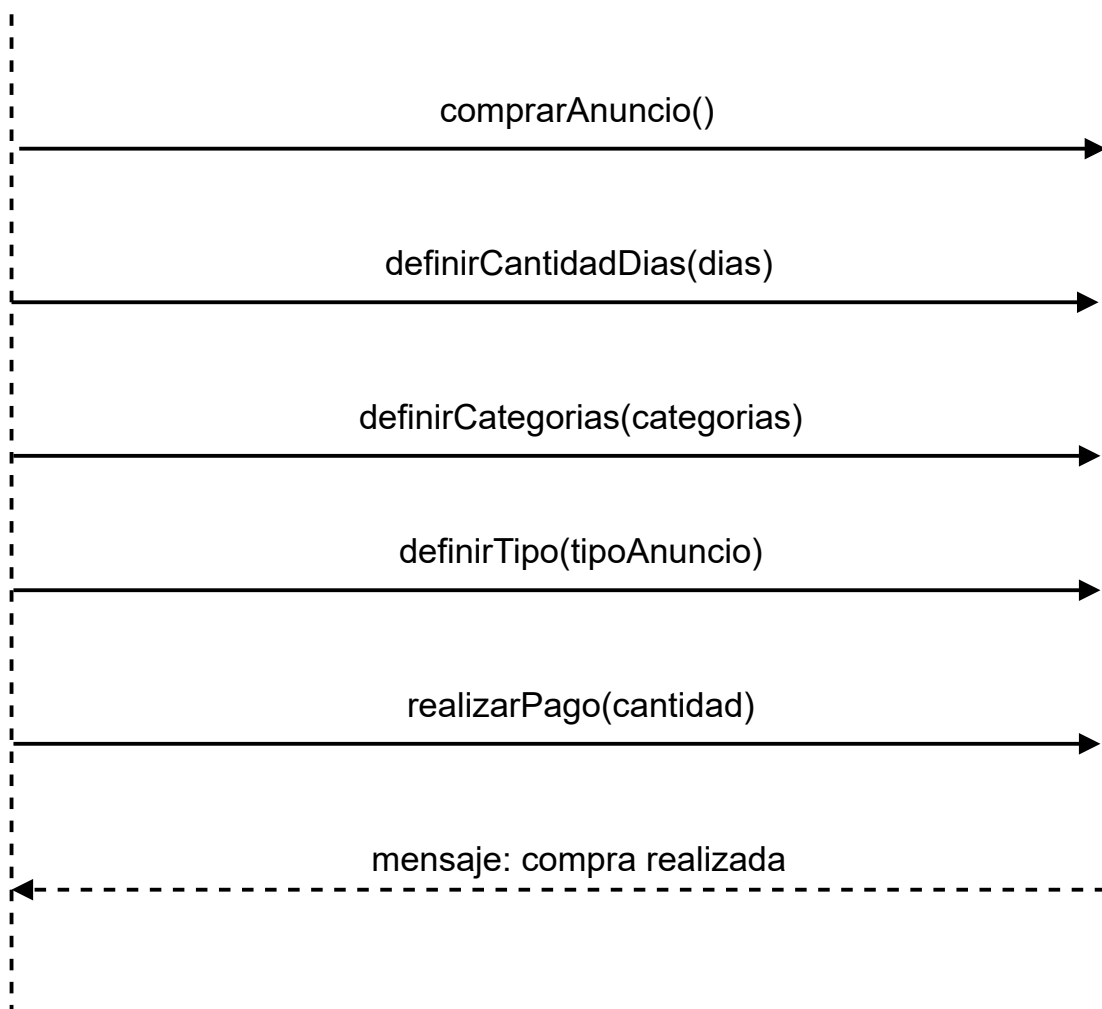 comprarAnuncio()
definirCantidadDias(dias)
definirCategorias(categorias)
definirTipo(tipoAnuncio)
realizarPago(cantidad)
mensaje: compra realizada